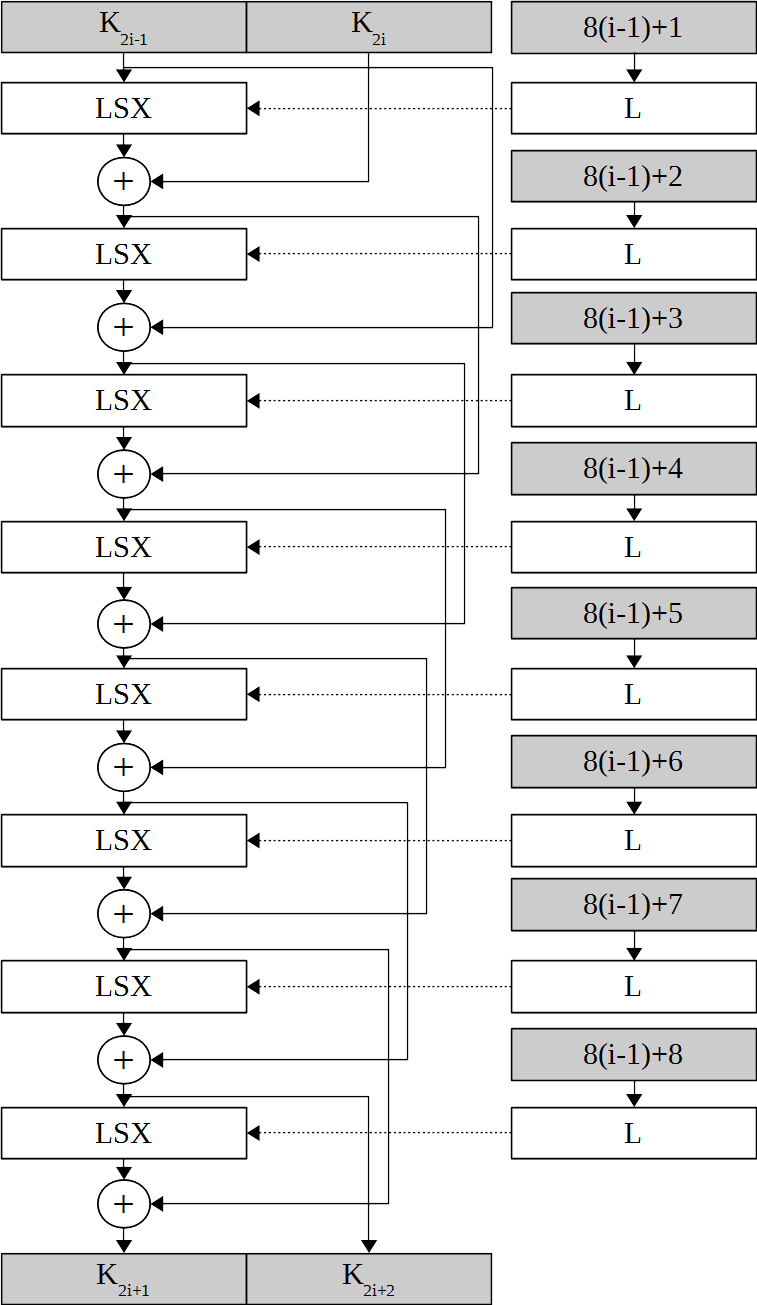 K2i-1 K2i 8(i-1)+1
LSX L
+ 8(i-1)+2
LSX L
+ 8(i-1)+3
LSX L
+ 8(i-1)+4
LSX L
+ 8(i-1)+5
LSX L
+ 8(i-1)+6
LSX L
+ 8(i-1)+7
LSX L
+ 8(i-1)+8
LSX L
+
K2i+1 K2i+2